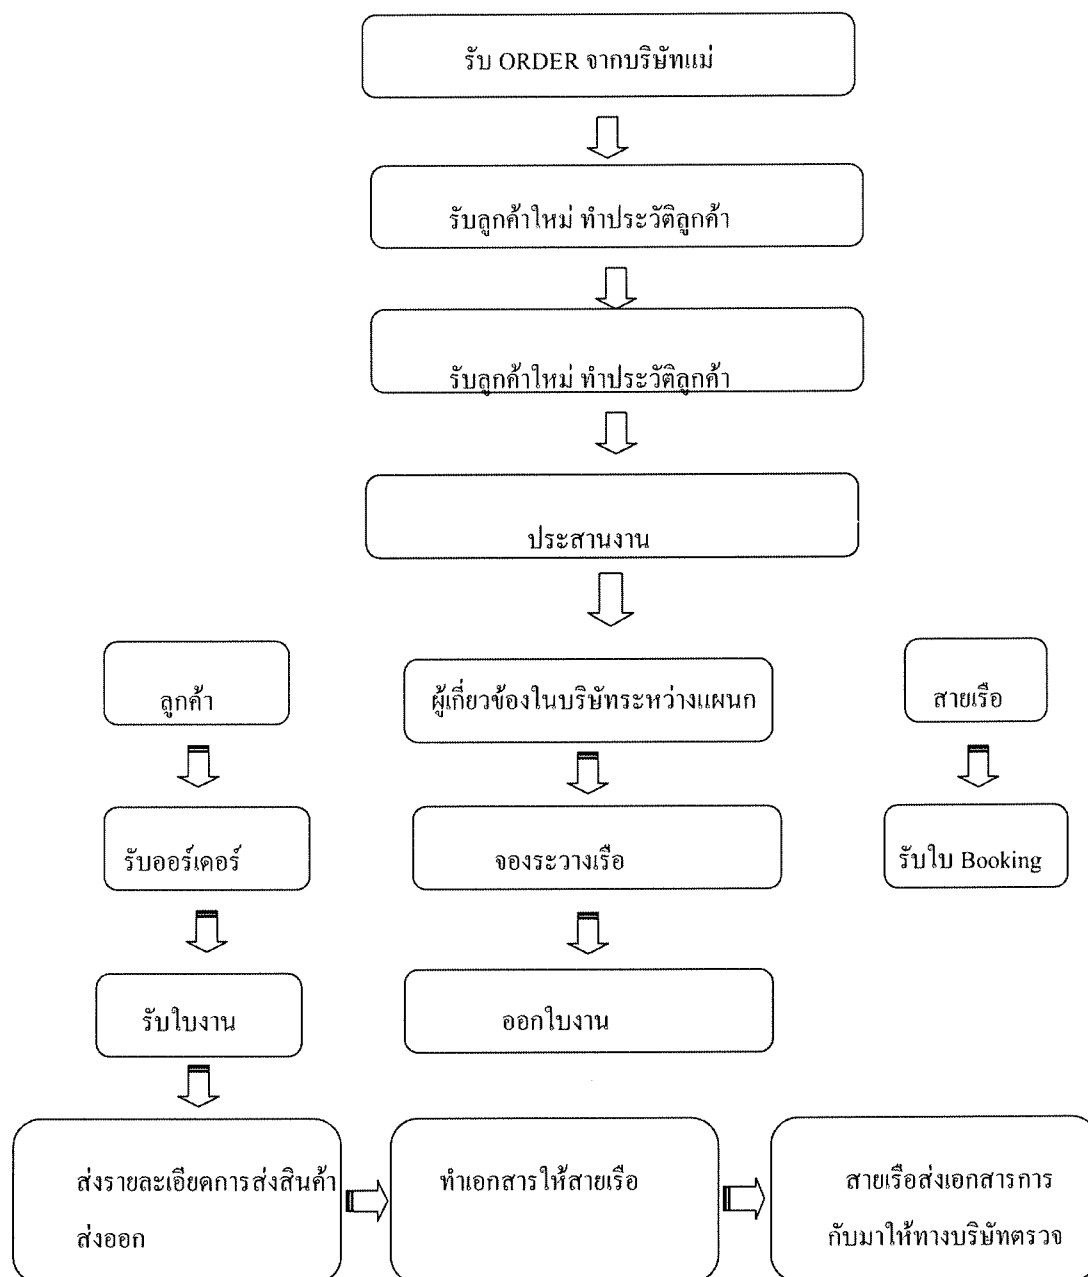 รับ ORDER จากบริษัทแม่
รับลูกค้าใหม่ ทำประวัติลูกค้า
รับลูกค้าใหม่ ทำประวัติลูกค้า
ประสานงาน
ลูกค้า
ผู้เกี่ยวข้องในบริษัทระหว่างแผนก
สายเรือ
รับออร์เดอร์
จองระวางเรือ
รับใบ Booking
รับใบงาน
ออกใบงาน
ส่งรายละเอียดการส่งสินค้า
ส่งออก
ทำเอกสารให้สายเรือ
สายเรือส่งเอกสารการ
กับมาให้ทางบริษัทตรวจ